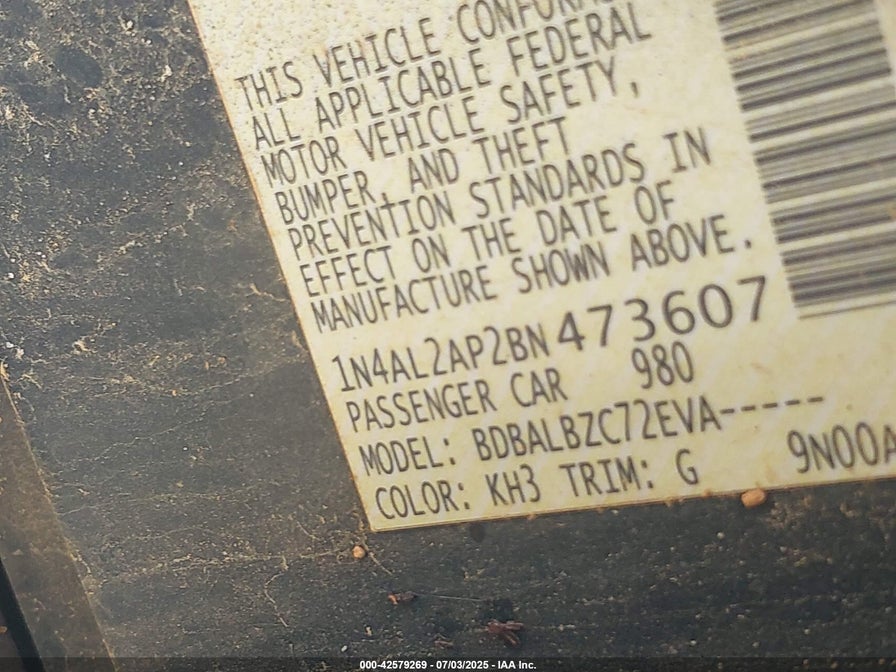 THIS VEHICLE
ALL APPLICABLE FEDERAL
MOTOR VEHICLE SAFETY,
BUMPER, AND THEFT
PREVENTION STANDARDS IN
EFFECT ON THE DATE OF
MANUFACTURE SHOWN ABOVE.
1N4AL2AP2BN473607
PASSENGER CAR 980
MODEL: BDBALBZC72EVA-----
COLOR: KH3 TRIM: G 9N00A
000-42579269 - 07/03/2025 - IAA Inc.